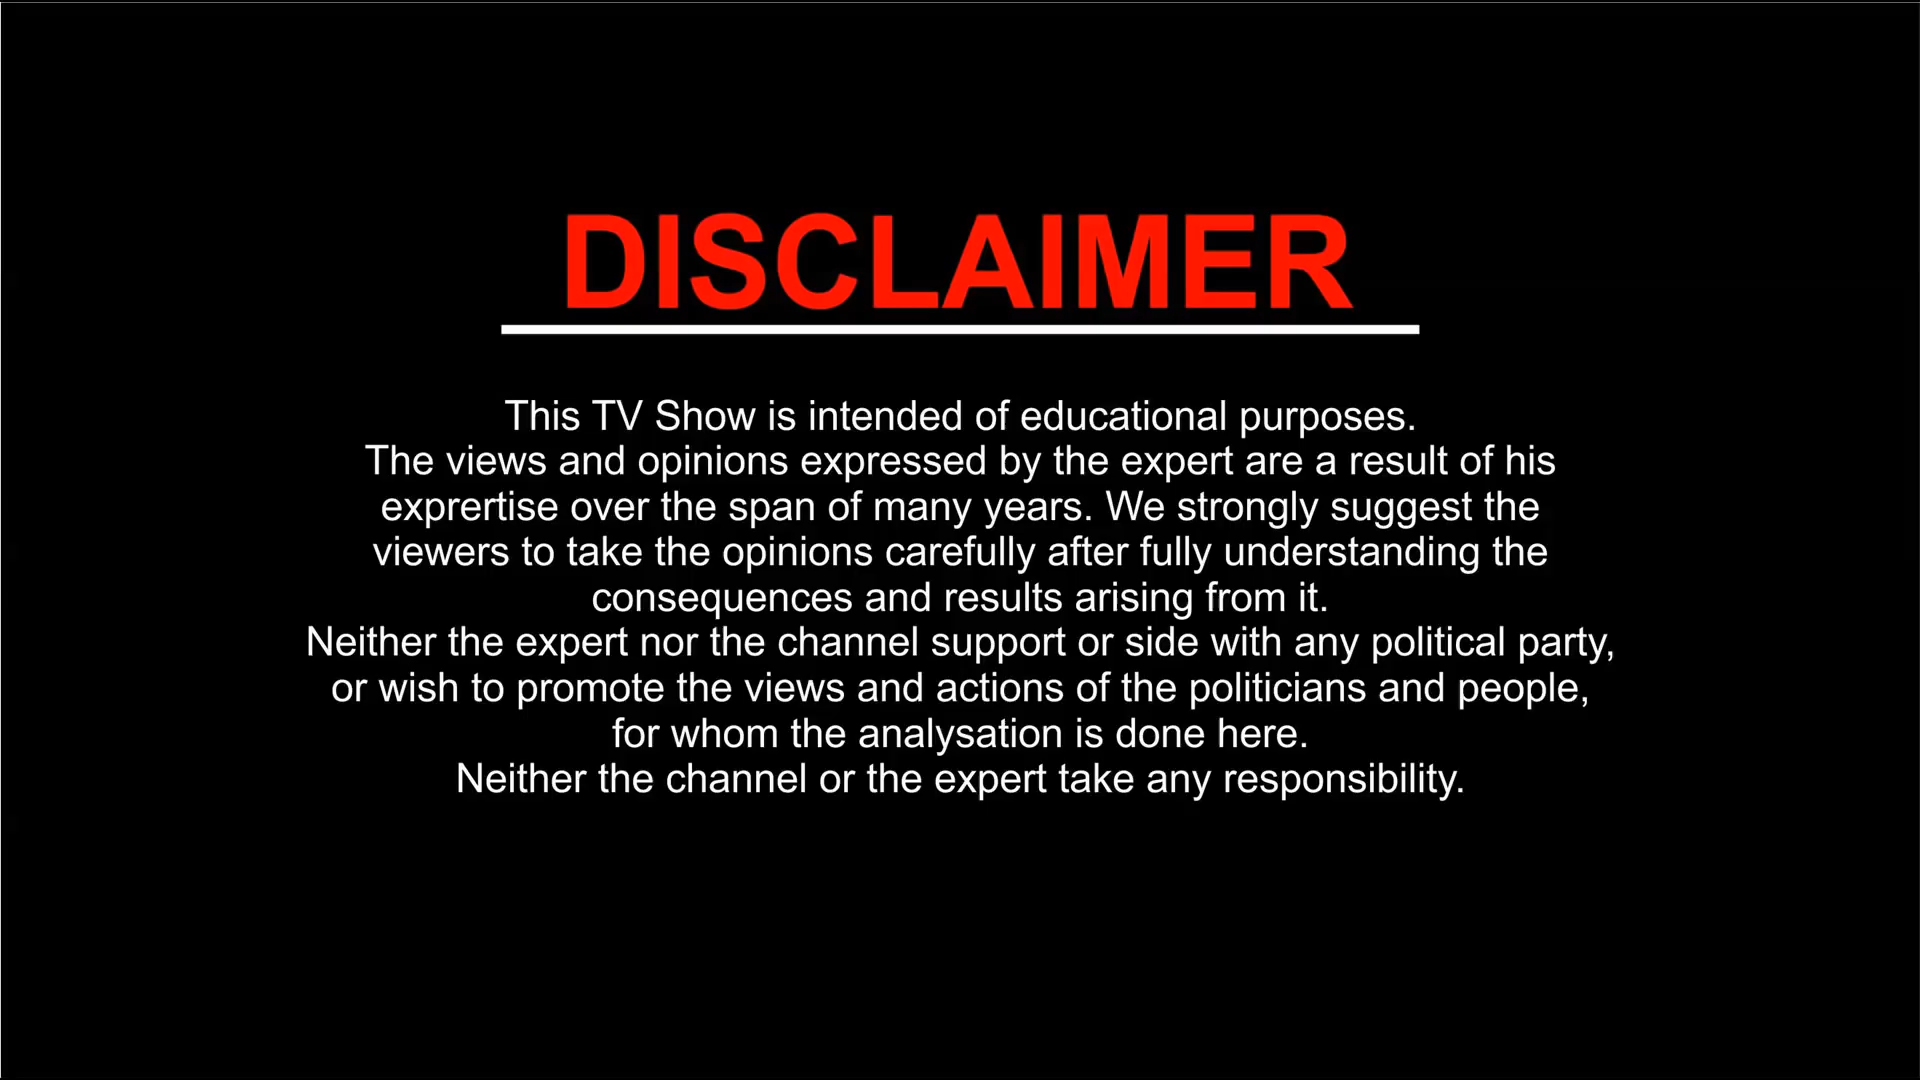 DISCLAIMER
This TV Show is intended of educational purposes.
The views and opinions expressed by the expert are a result of his
exprertise over the span of many years. We strongly suggest the
viewers to take the opinions carefully after fully understanding the
consequences and results arising from it.
Neither the expert nor the channel support or side with any political party,
or wish to promote the views and actions of the politicians and people,
for whom the analysation is done here.
Neither the channel or the expert take any responsibility.